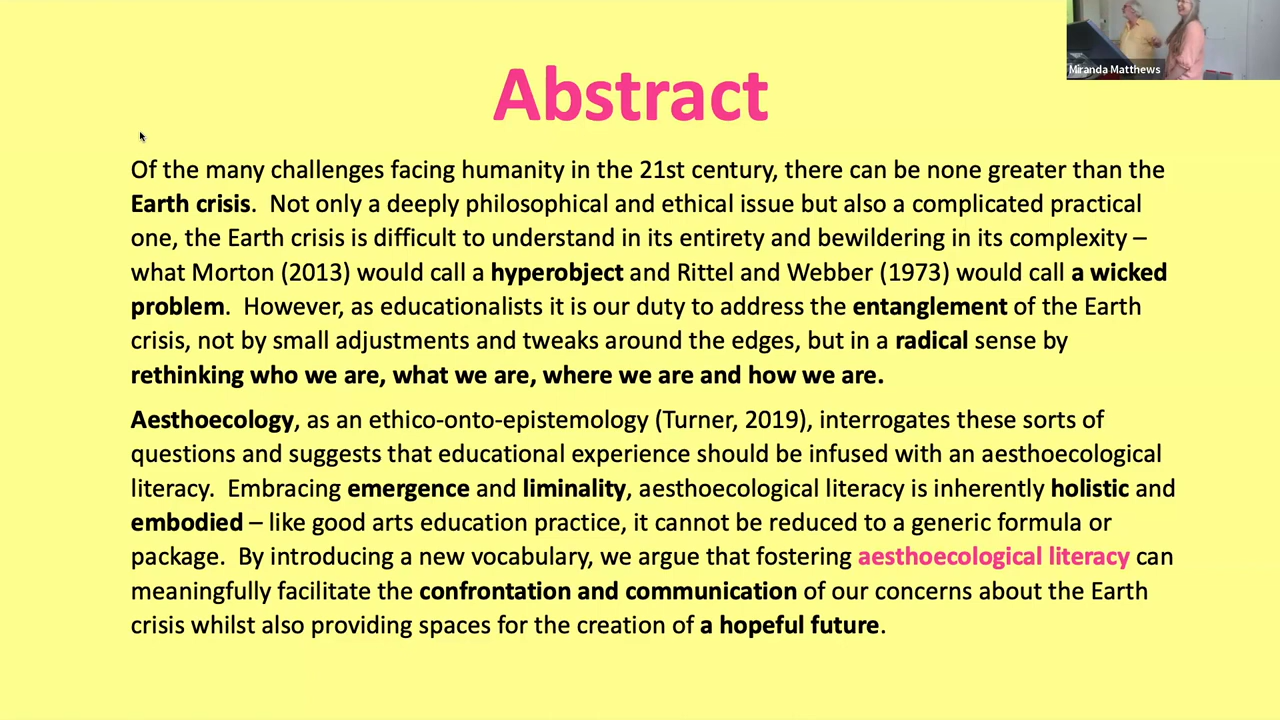 Miranda Matthews
Abstract
Of the many challenges facing humanity in the 21st century, there can be none greater than the
Earth crisis.  Not only a deeply philosophical and ethical issue but also a complicated practical
one, the Earth crisis is difficult to understand in its entirety and bewildering in its complexity –
what Morton (2013) would call a hyperobject and Rittel and Webber (1973) would call a wicked
problem.  However, as educationalists it is our duty to address the entanglement of the Earth
crisis, not by small adjustments and tweaks around the edges, but in a radical sense by
rethinking who we are, what we are, where we are and how we are.
Aesthoecology, as an ethico-onto-epistemology (Turner, 2019), interrogates these sorts of
questions and suggests that educational experience should be infused with an aesthoecological
literacy.  Embracing emergence and liminality, aesthoecological literacy is inherently holistic and
embodied – like good arts education practice, it cannot be reduced to a generic formula or
package.  By introducing a new vocabulary, we argue that fostering aesthoecological literacy can
meaningfully facilitate the confrontation and communication of our concerns about the Earth
crisis whilst also providing spaces for the creation of a hopeful future.